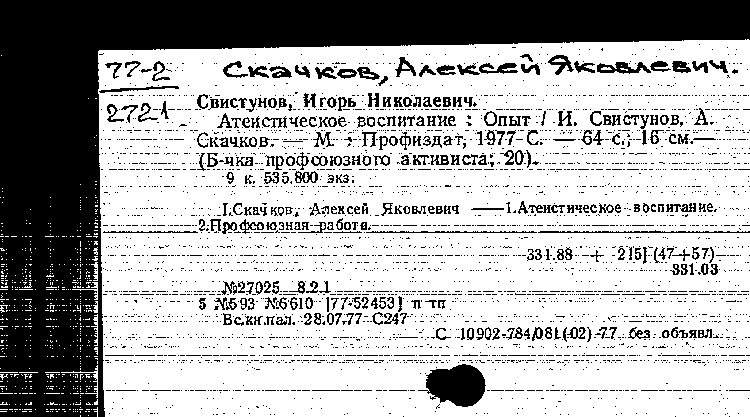 77-2
2721
Скачков, Алексей Яковлевич.
Свистунов, Игорь Николаевич.
Атеистическое воспитание : Опыт / И. Свистунов, А.
Скачков. — М. : Профиздат, 1977 С. — 64 с.; 16 см.—
(Б-чка профсоюзного активиста; 20).
9 к. 535.800 экз.
I.Скачков, Алексей Яковлевич —— 1.Атеистическое воспитание.
2.Профсоюзная работа.
331.88 + 215](47+57)
331.03
№27025 8.2.1
5 №593 №6610 [77-52453] п тп
Вс.кн.пал. 28.07.77 С247
С 10902-784/081(-02)-77 без объявл.